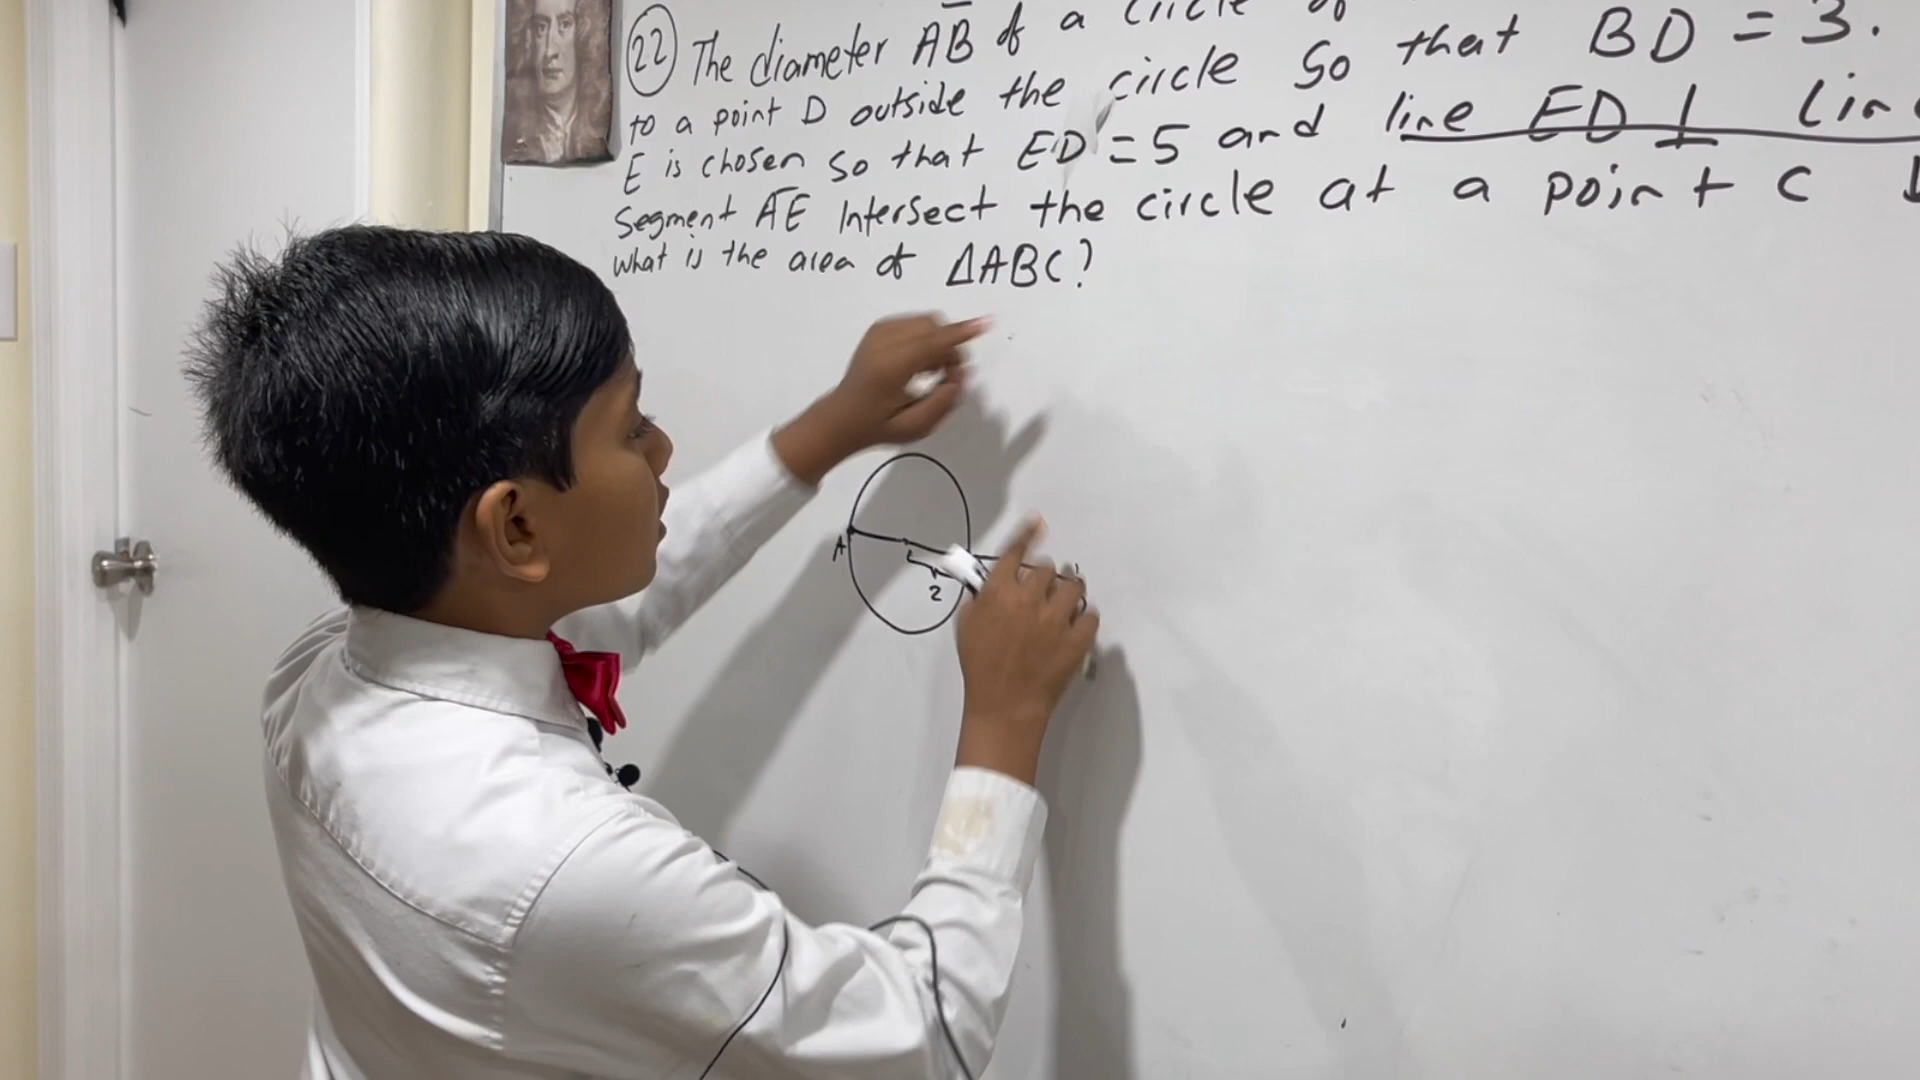 22 The diameter AB of a circle of
to a point D outside the circle so that BD = 3.
E is chosen so that ED = 5 and line ED ⊥ lin
segment AE Intersect the circle at a point C
what is the area of ΔABC?
A
2